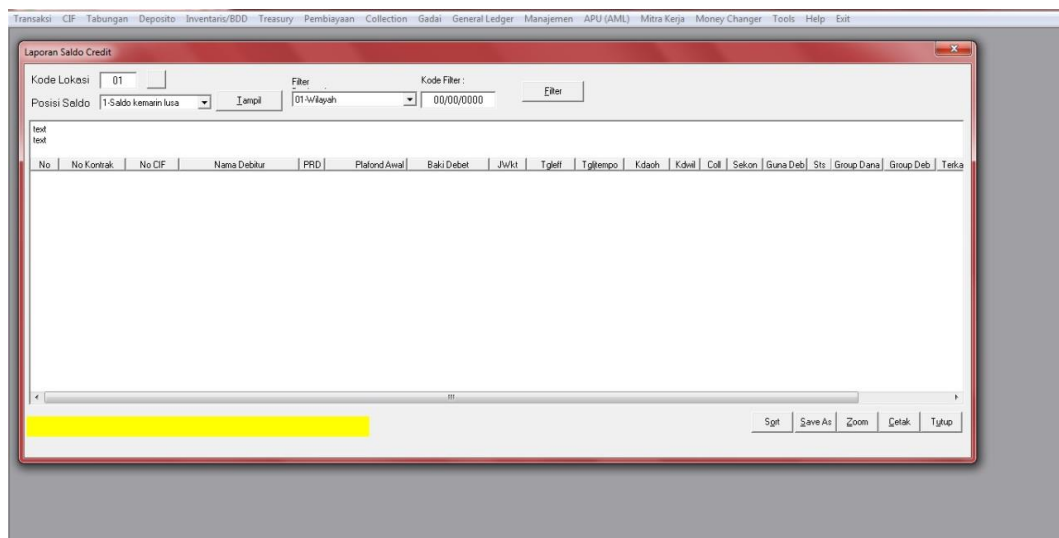 Transaksi CIF Tabungan Deposito Inventaris/BDD Treasury Pembiayaan Collection Gadai General Ledger Manajemen APU (AML) Mitra Kerja Money Changer Tools Help Exit
Laporan Saldo Credit
Kode Lokasi 01 Filter Kode Filter :
Posisi Saldo 1-Saldo kemarin lusa Tampil 01-Wilayah 00/00/0000 Filter
text
text
No No Kontrak No CIF Nama Debitur PRD Plafond Awal Baki Debet JWkt Tgleff Tgljtempo Kdaoh Kdwil Coll Sekon Guna Deb Sts Group Dana Group Deb Terka
Sort Save As Zoom Cetak Tutup